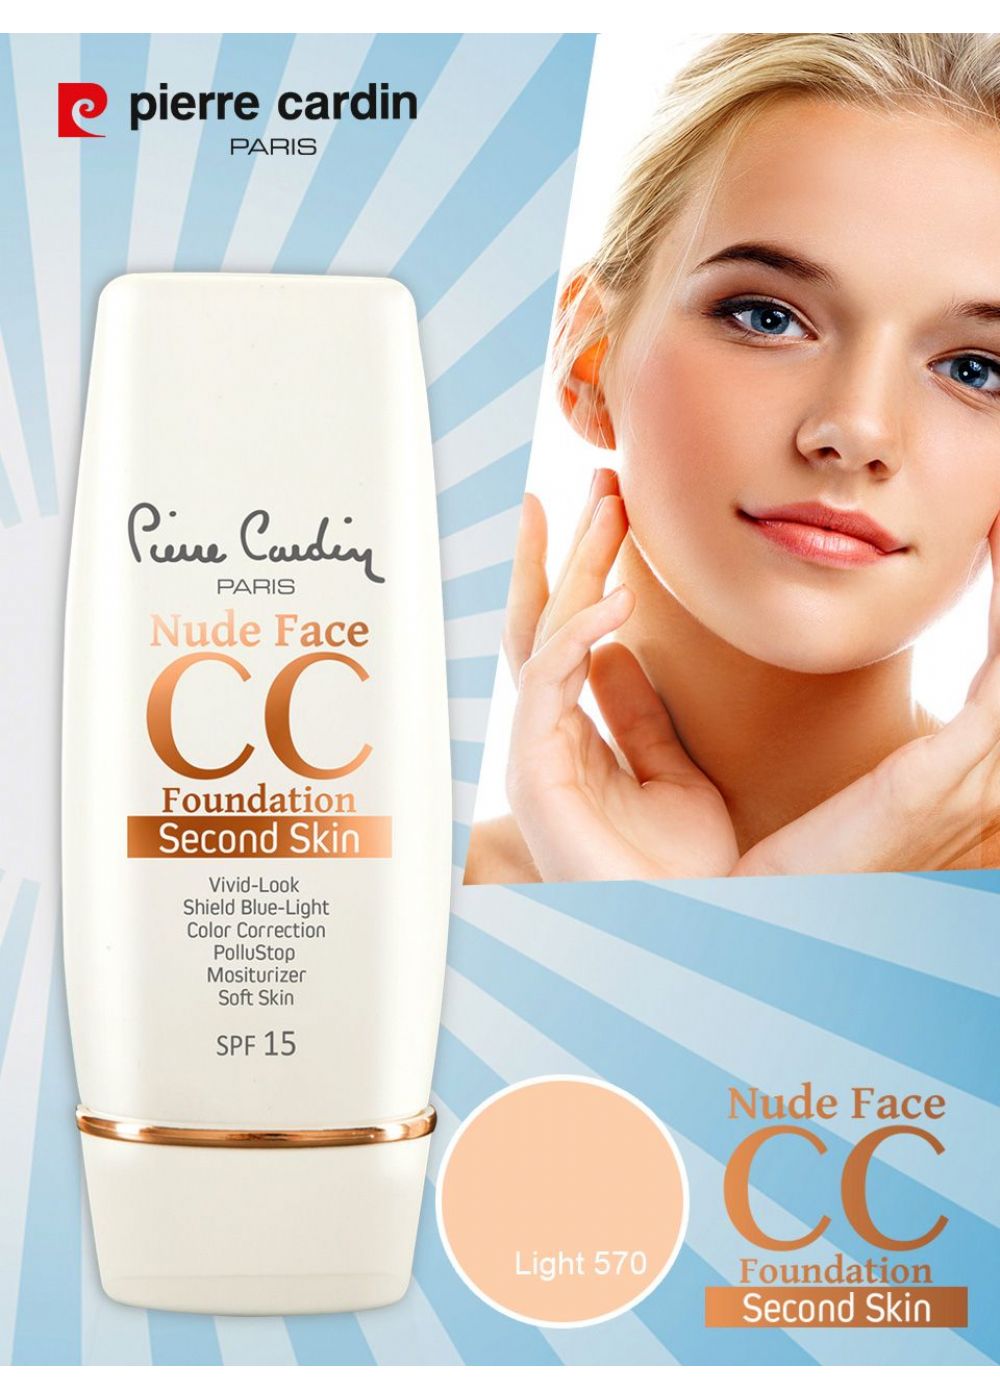 pierre cardin
PARIS
Pierre Cardin
PARIS
Nude Face
CC
Foundation
Second Skin
Vivid-Look
Shield Blue-Light
Color Correction
PolluStop
Mositurizer
Soft Skin
SPF 15
Light 570
Nude Face
CC
Foundation
Second Skin